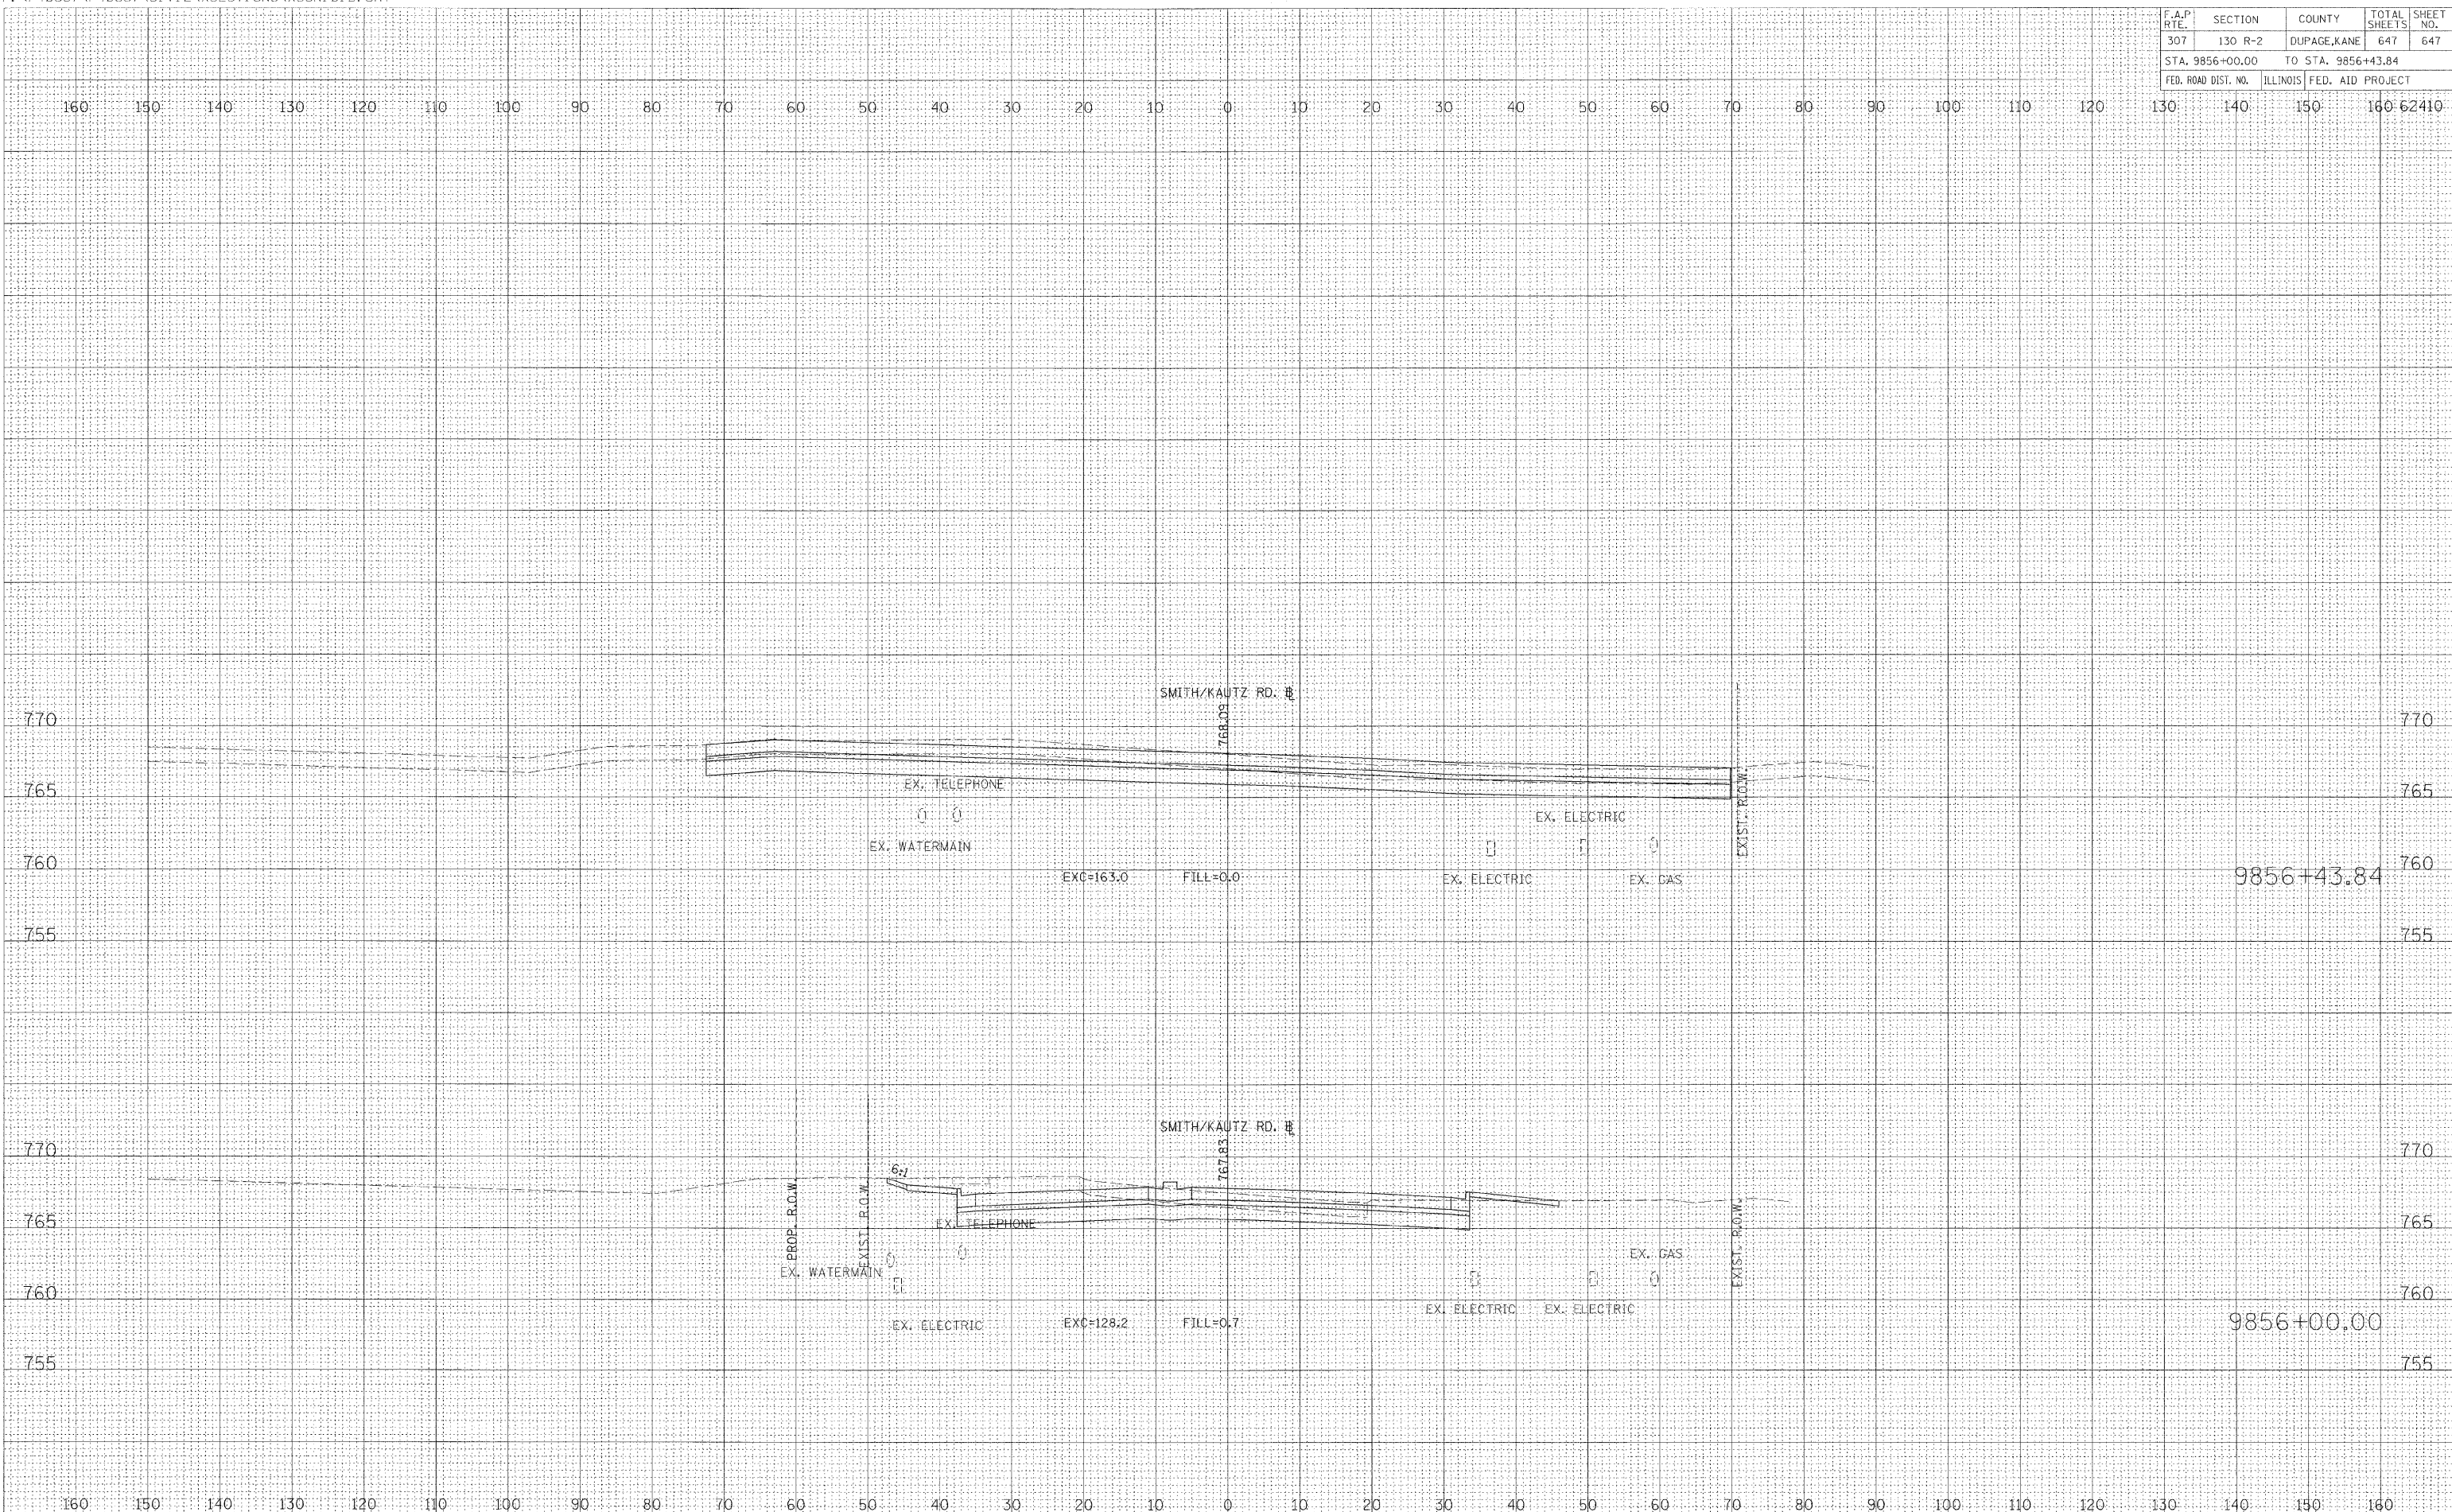 F.A.P RTE. SECTION COUNTY TOTAL SHEETS SHEET NO.
307 130 R-2 DUPAGE,KANE 647 647
STA. 9856+00.00 TO STA. 9856+43.84
FED. ROAD DIST. NO. ILLINOIS FED. AID PROJECT
160 150 140 130 120 110 100 90 80 70 60 50 40 30 20 10 0 10 20 30 40 50 60 70 80 90 100 110 120 130 140 150 160 62410
SMITH/KAUTZ RD. ℄
768.09
770 770
EX. TELEPHONE
765 765
EX. ELECTRIC
EXIST. R.O.W.
EX. WATERMAIN
760 760
EXC=163.0 FILL=0.0 EX. ELECTRIC EX. GAS 9856+43.84
755 755
SMITH/KAUTZ RD. ℄
767.83
770 770
6:1
PROP. R.O.W.
EXIST. R.O.W.
765 765
EX. TELEPHONE
EX. GAS
EXIST. R.O.W.
EX. WATERMAIN
760 760
EX. ELECTRIC EX. ELECTRIC
EX. ELECTRIC EXC=128.2 FILL=0.7 9856+00.00
755 755
160 150 140 130 120 110 100 90 80 70 60 50 40 30 20 10 0 10 20 30 40 50 60 70 80 90 100 110 120 130 140 150 160